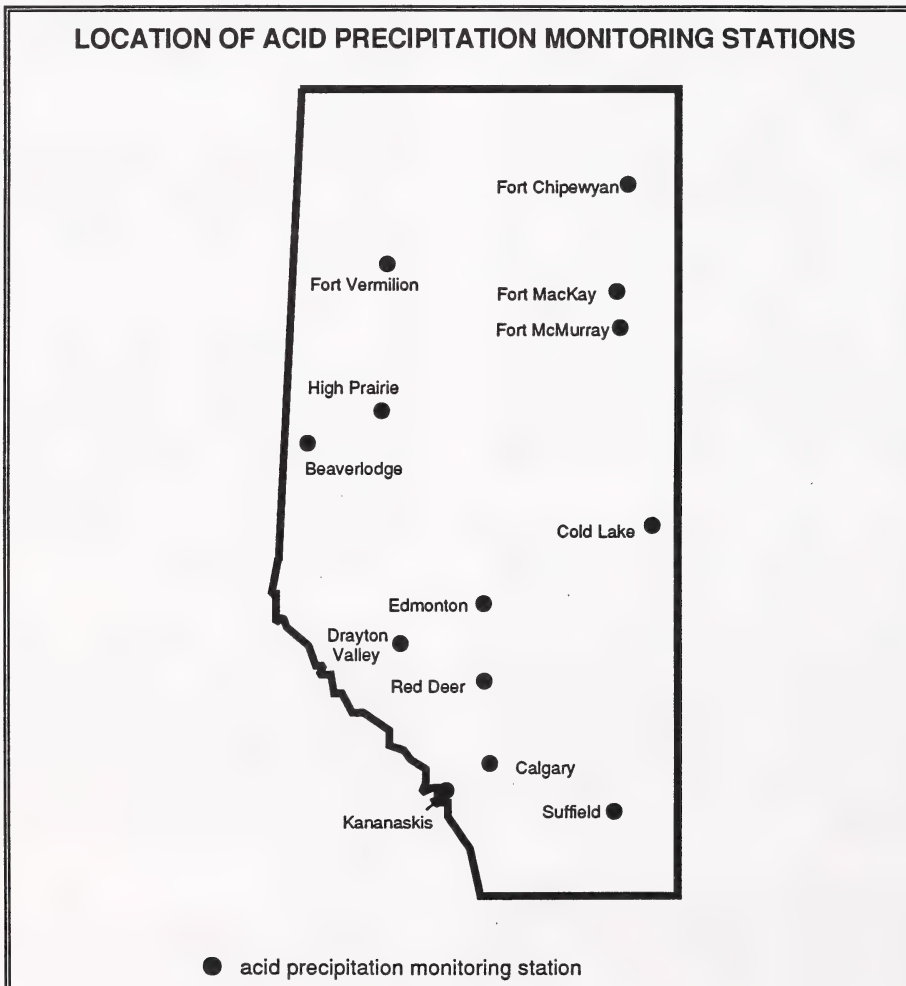 LOCATION OF ACID PRECIPITATION MONITORING STATIONS
Fort Chipewyan
Fort Vermilion
Fort MacKay
Fort McMurray
High Prairie
Beaverlodge
Cold Lake
Edmonton
Drayton
Valley
Red Deer
Calgary
Suffield
Kananaskis
acid precipitation monitoring station